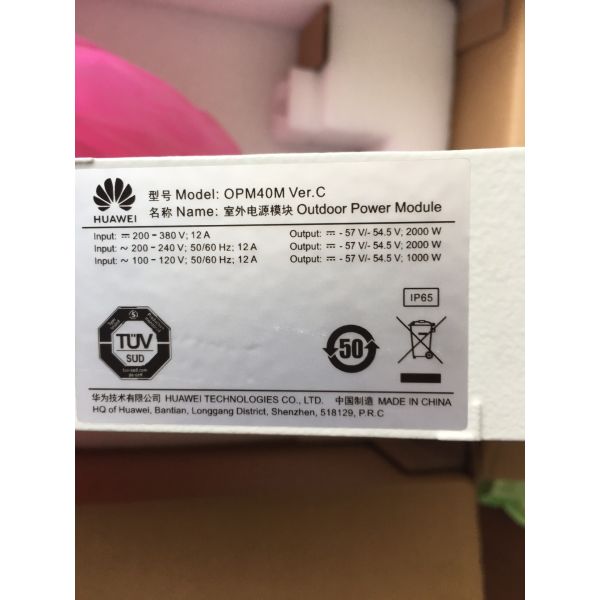 HUAWEI
型号 Model: OPM40M Ver.C
名称 Name: 室外电源模块 Outdoor Power Module
Input: ⎓ 200 - 380 V; 12 A Output: ⎓ - 57 V/- 54.5 V; 2000 W
Input: ~ 200 - 240 V; 50/60 Hz; 12 A Output: ⎓ - 57 V/- 54.5 V; 2000 W
Input: ~ 100 - 120 V; 50/60 Hz; 12 A Output: ⎓ - 57 V/- 54.5 V; 1000 W
IP65
TÜV
SUD
50
华为技术有限公司 HUAWEI TECHNOLOGIES CO., LTD. 中国制造 MADE IN CHINA
HQ of Huawei, Bantian, Longgang District, Shenzhen, 518129, P.R.C